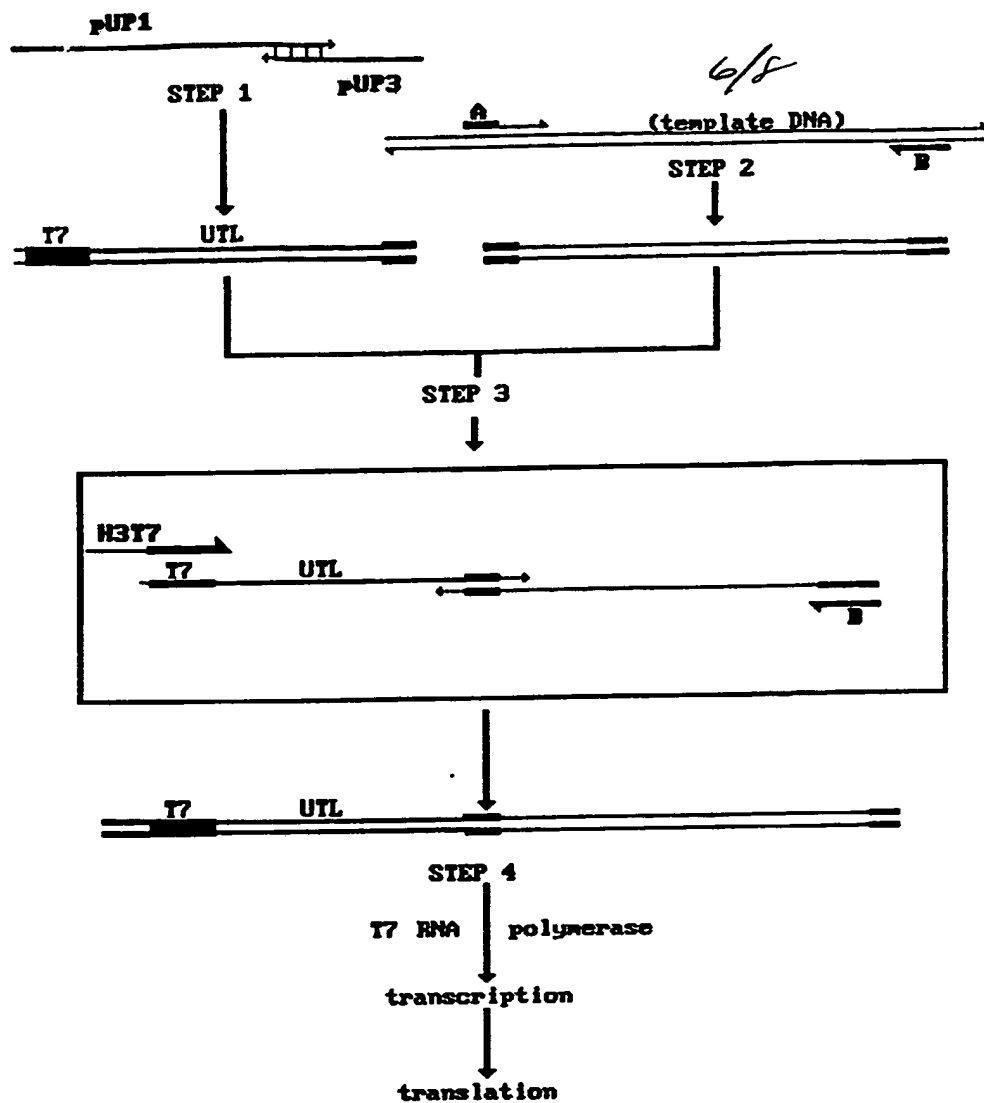 pUP1
pUP3
STEP 1
6/8
A
(template DNA)
B
STEP 2
T7 UTL
STEP 3
H3T7
T7 UTL
B
T7 UTL
STEP 4
T7 RNA polymerase
transcription
translation